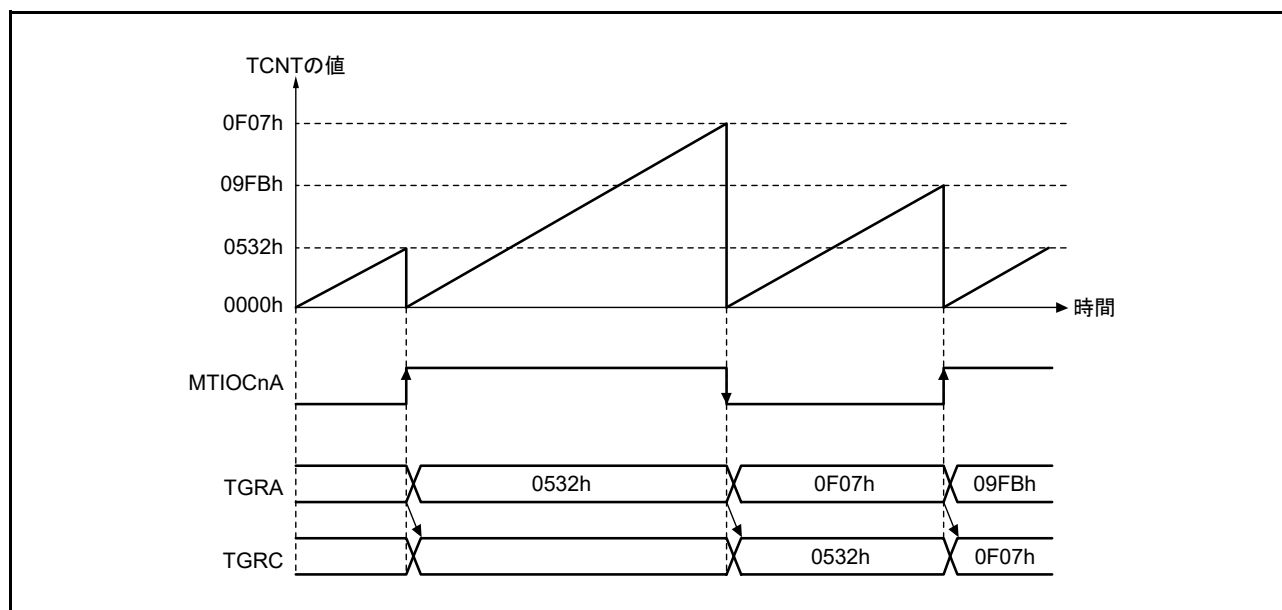 TCNTの値
0F07h
09FBh
0532h
0000h
時間
MTIOCnA
TGRA 0532h 0F07h 09FBh
TGRC 0532h 0F07h